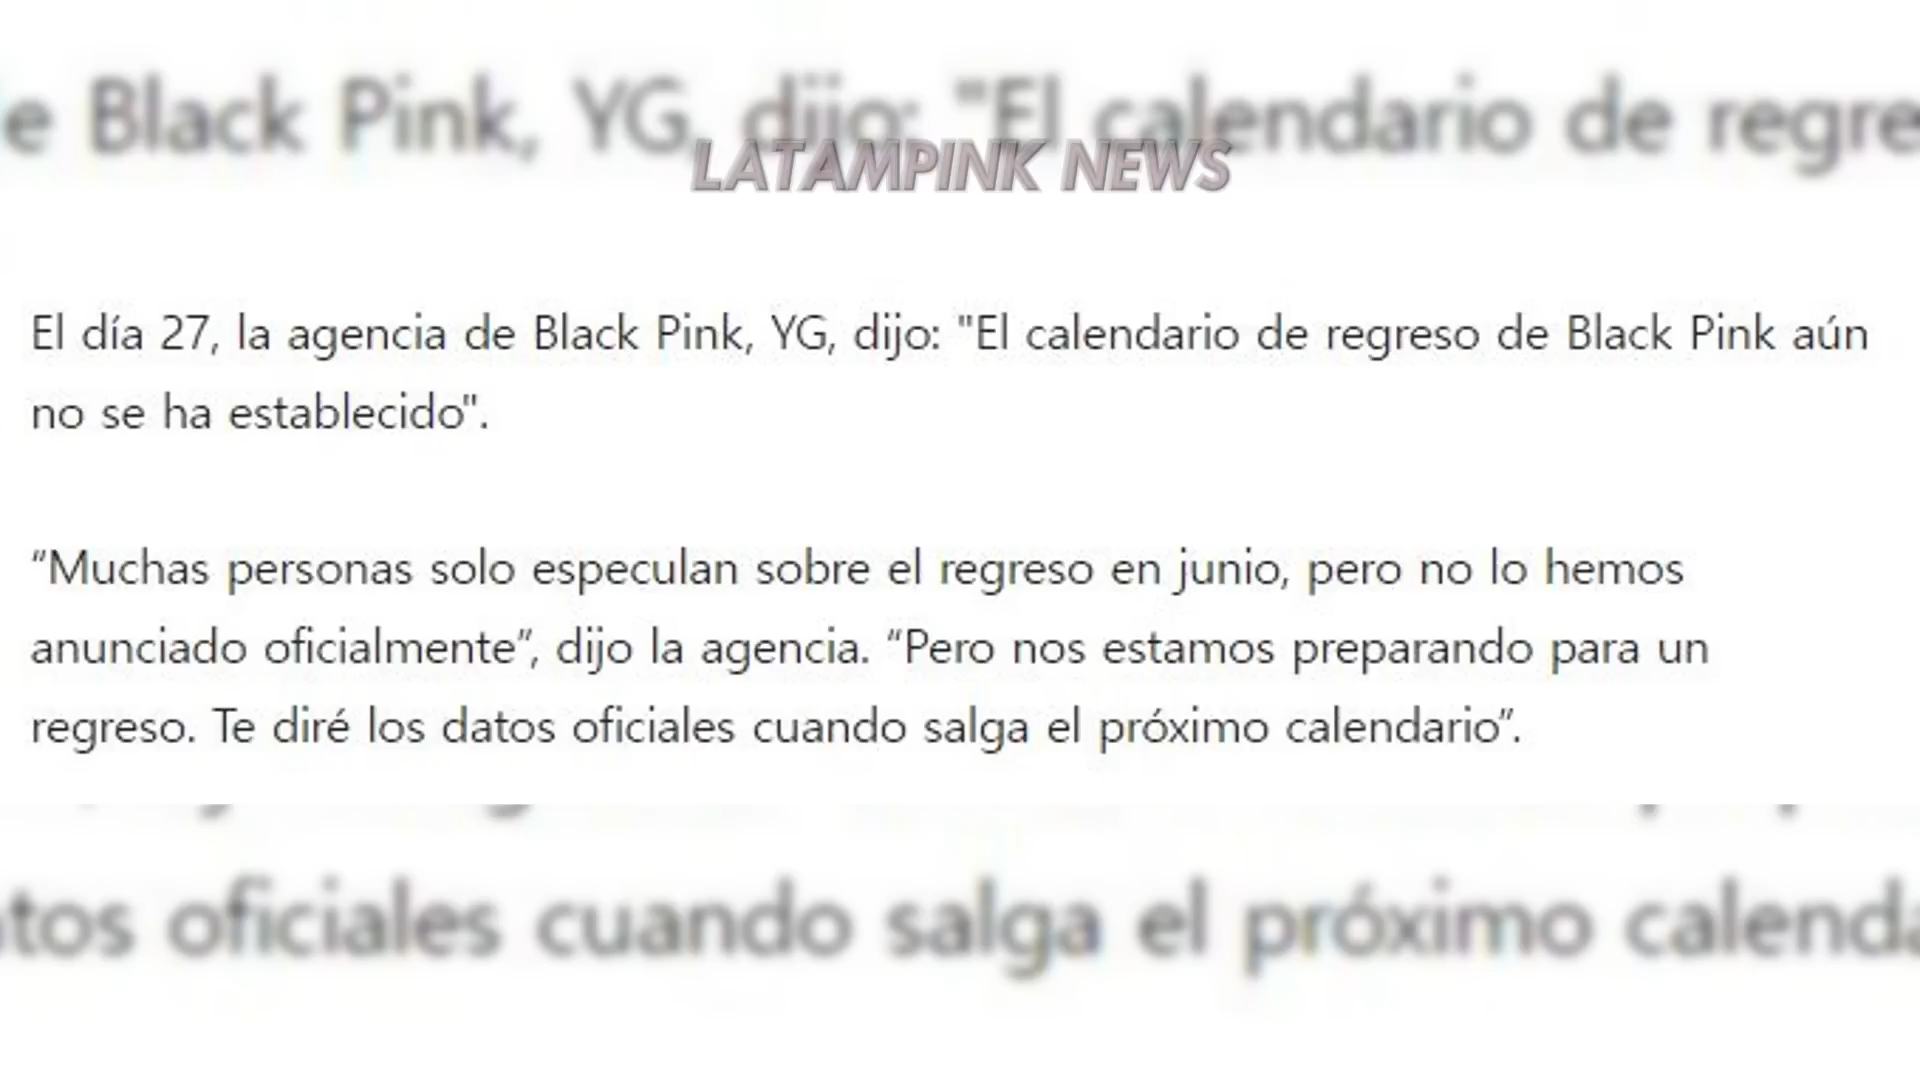 e Black Pink, YG, dijo: "El calendario de regre
LATAMPINK NEWS
El día 27, la agencia de Black Pink, YG, dijo: "El calendario de regreso de Black Pink aún
no se ha establecido".
“Muchas personas solo especulan sobre el regreso en junio, pero no lo hemos
anunciado oficialmente”, dijo la agencia. “Pero nos estamos preparando para un
regreso. Te diré los datos oficiales cuando salga el próximo calendario”.
tos oficiales cuando salga el próximo calenda